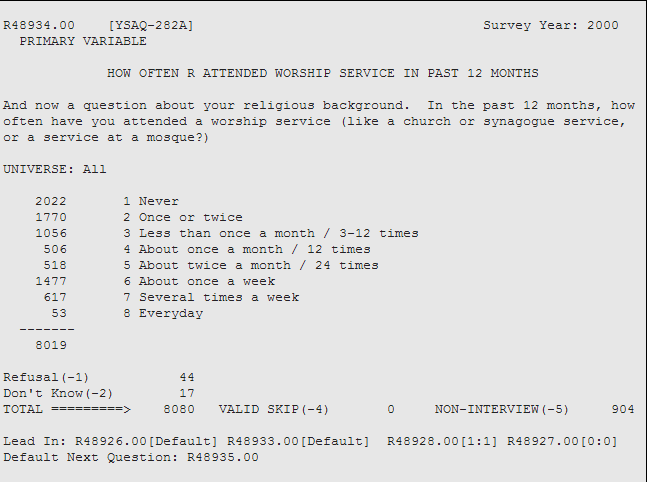 R48934.00 [YSAQ-282A] Survey Year: 2000
PRIMARY VARIABLE
HOW OFTEN R ATTENDED WORSHIP SERVICE IN PAST 12 MONTHS
And now a question about your religious background. In the past 12 months, how
often have you attended a worship service (like a church or synagogue service,
or a service at a mosque?)
UNIVERSE: All
2022 1 Never
1770 2 Once or twice
1056 3 Less than once a month / 3-12 times
506 4 About once a month / 12 times
518 5 About twice a month / 24 times
1477 6 About once a week
617 7 Several times a week
53 8 Everyday
-------
8019
Refusal(-1) 44
Don't Know(-2) 17
TOTAL =========> 8080 VALID SKIP(-4) 0 NON-INTERVIEW(-5) 904
Lead In: R48926.00[Default] R48933.00[Default] R48928.00[1:1] R48927.00[0:0]
Default Next Question: R48935.00